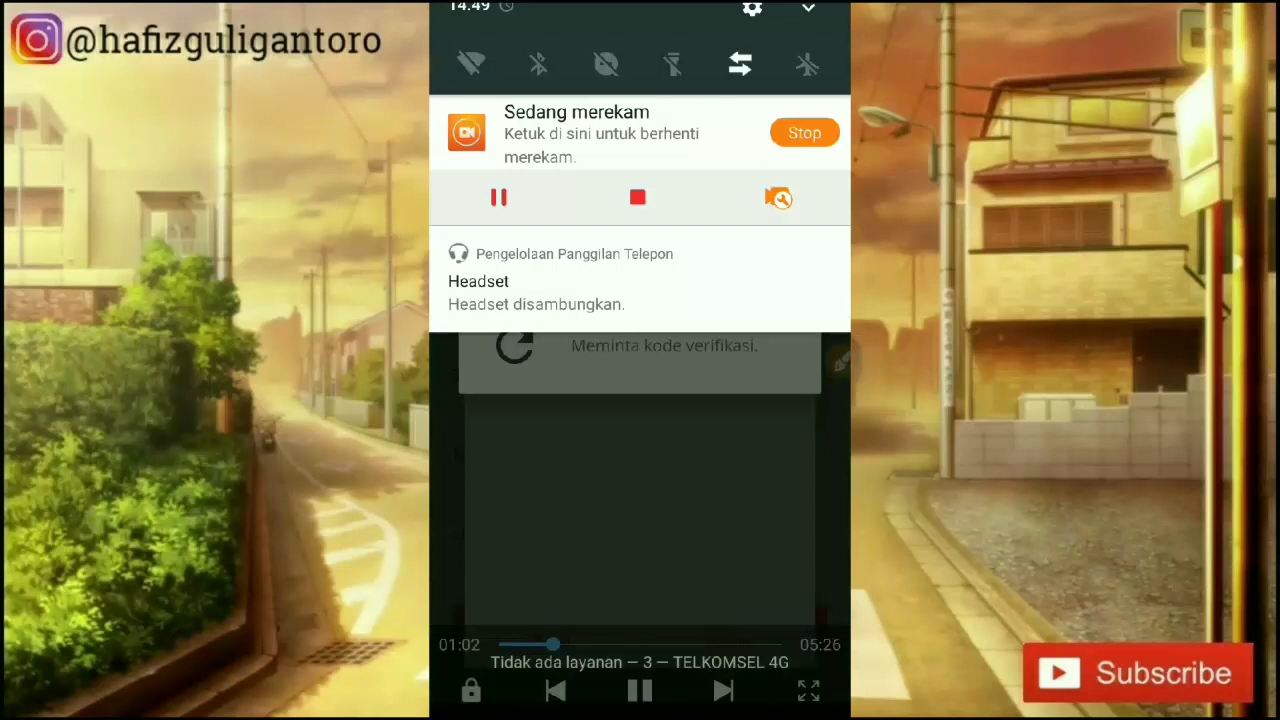 @hafizguligantoro
14.49
Sedang merekam
Ketuk di sini untuk berhenti
merekam.
Stop
Pengelolaan Panggilan Telepon
Headset
Headset disambungkan.
Meminta kode verifikasi.
01:02
05:26
Tidak ada layanan — 3 — TELKOMSEL 4G
Subscribe